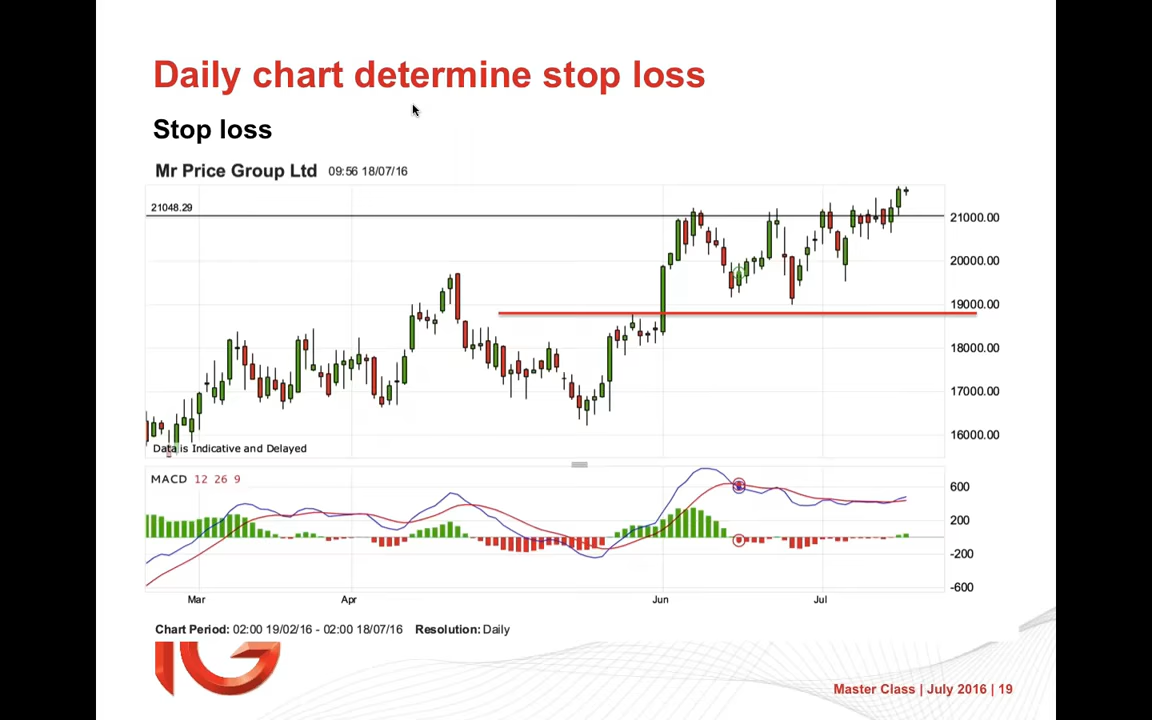 Daily chart determine stop loss
Stop loss
Mr Price Group Ltd 09:56 18/07/16
21048.29
21000.00
20000.00
19000.00
18000.00
17000.00
16000.00
Data is Indicative and Delayed
MACD 12 26 9
600
200
-200
-600
Mar Apr Jun Jul
Chart Period: 02:00 19/02/16 - 02:00 18/07/16 Resolution: Daily
IG
Master Class | July 2016 | 19